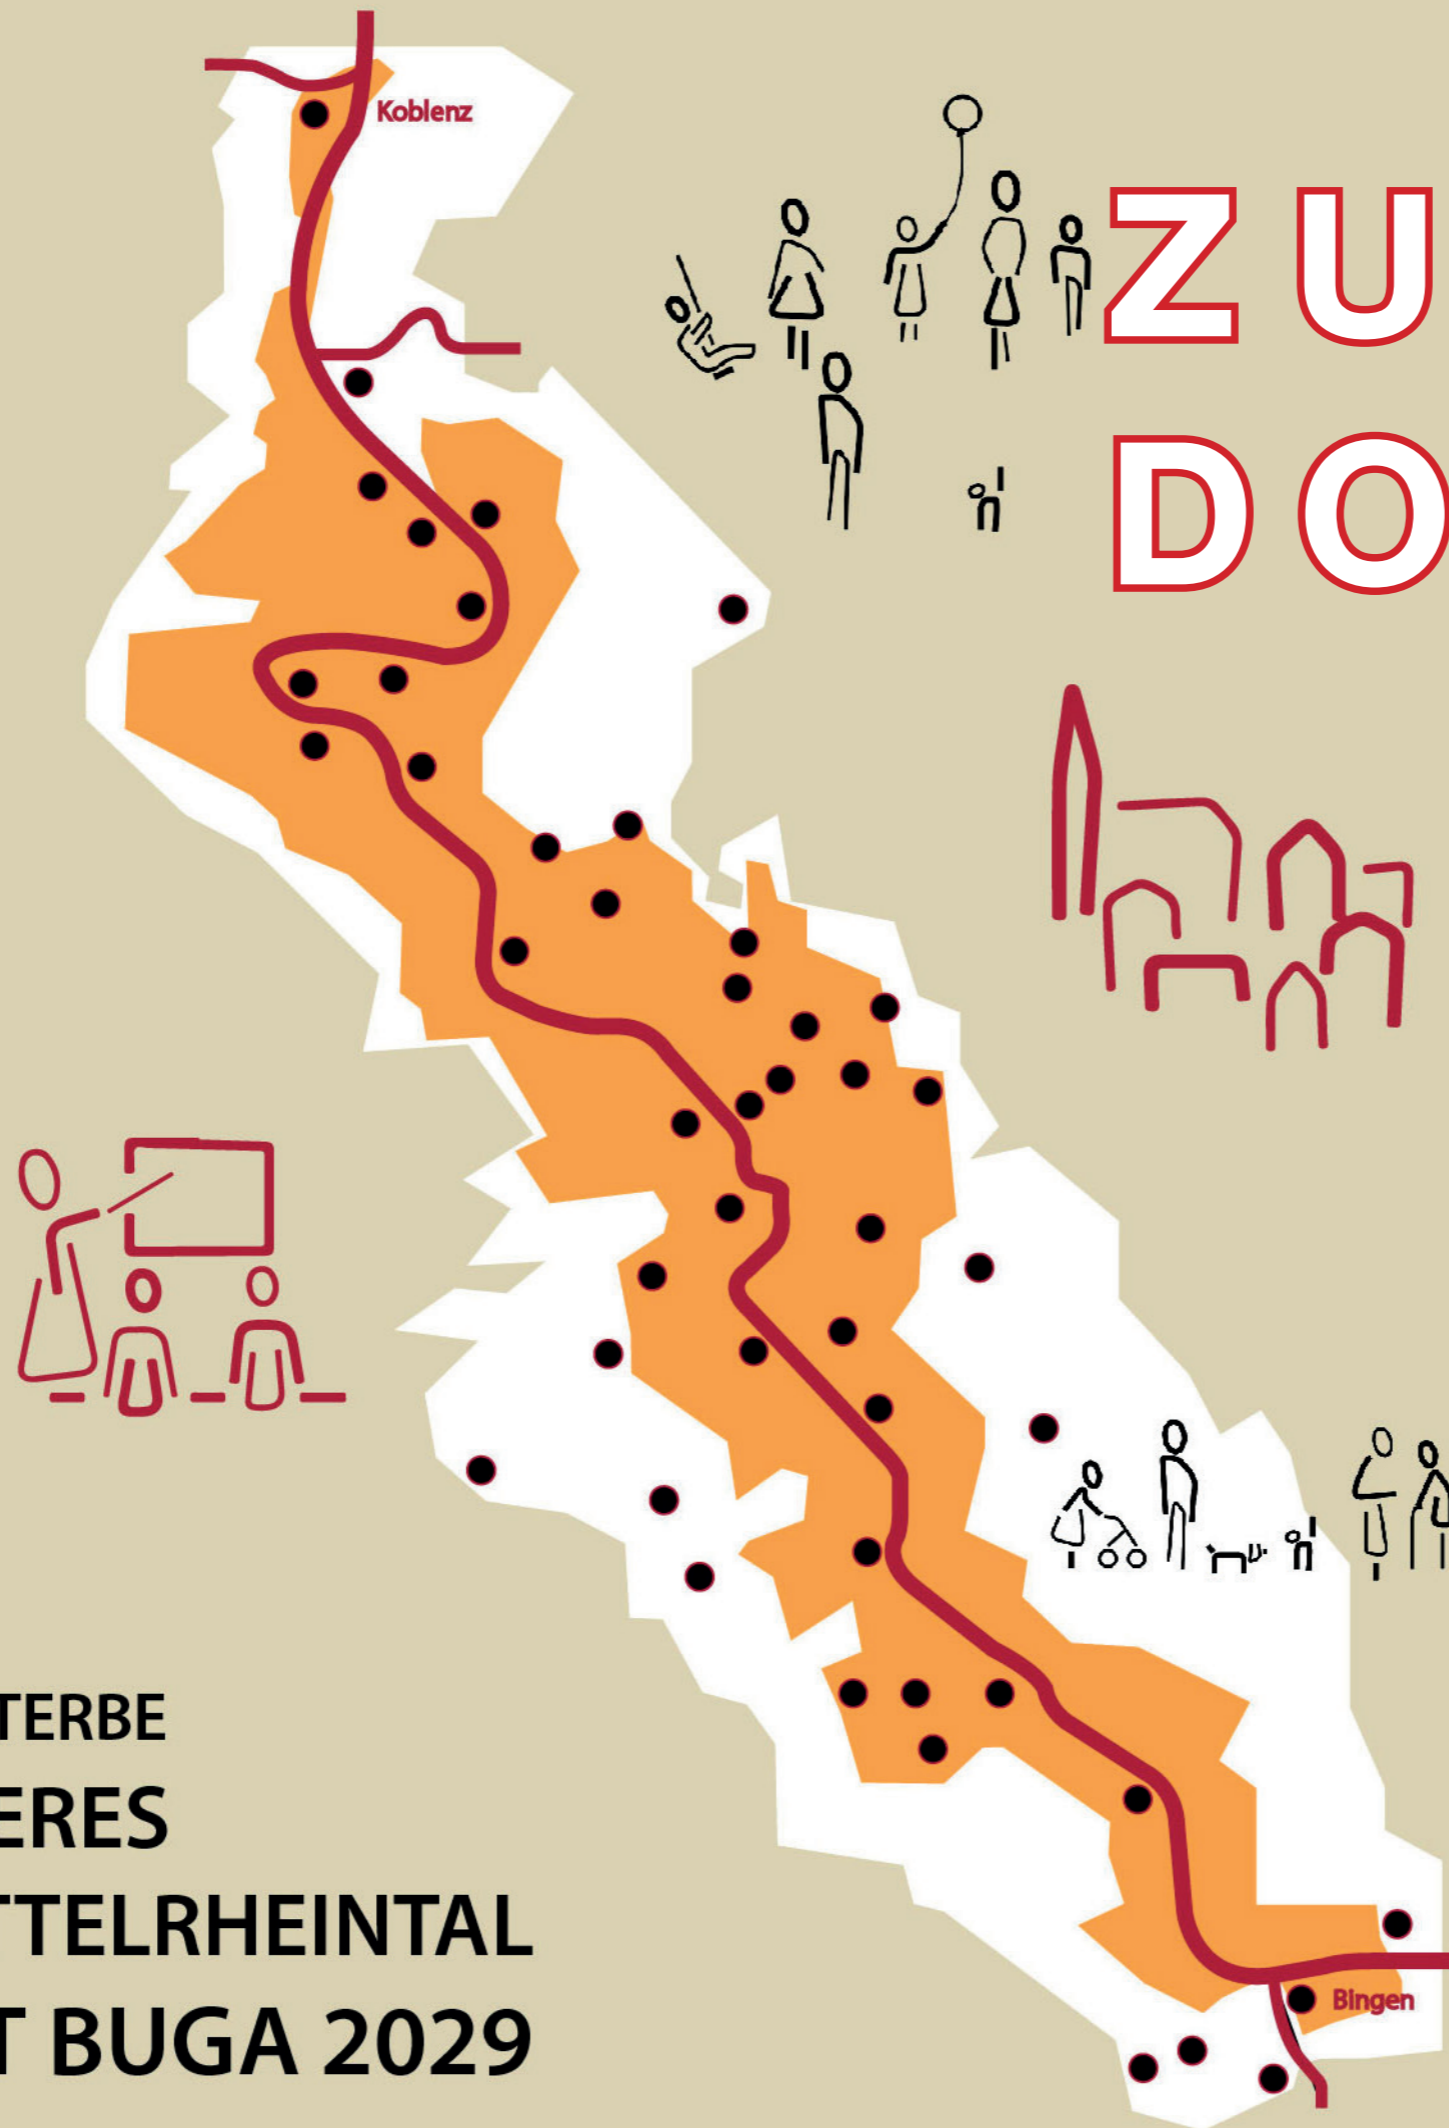 Koblenz
ZU
DO
TERBE
ERES
TTELRHEINTAL
T BUGA 2029
Bingen